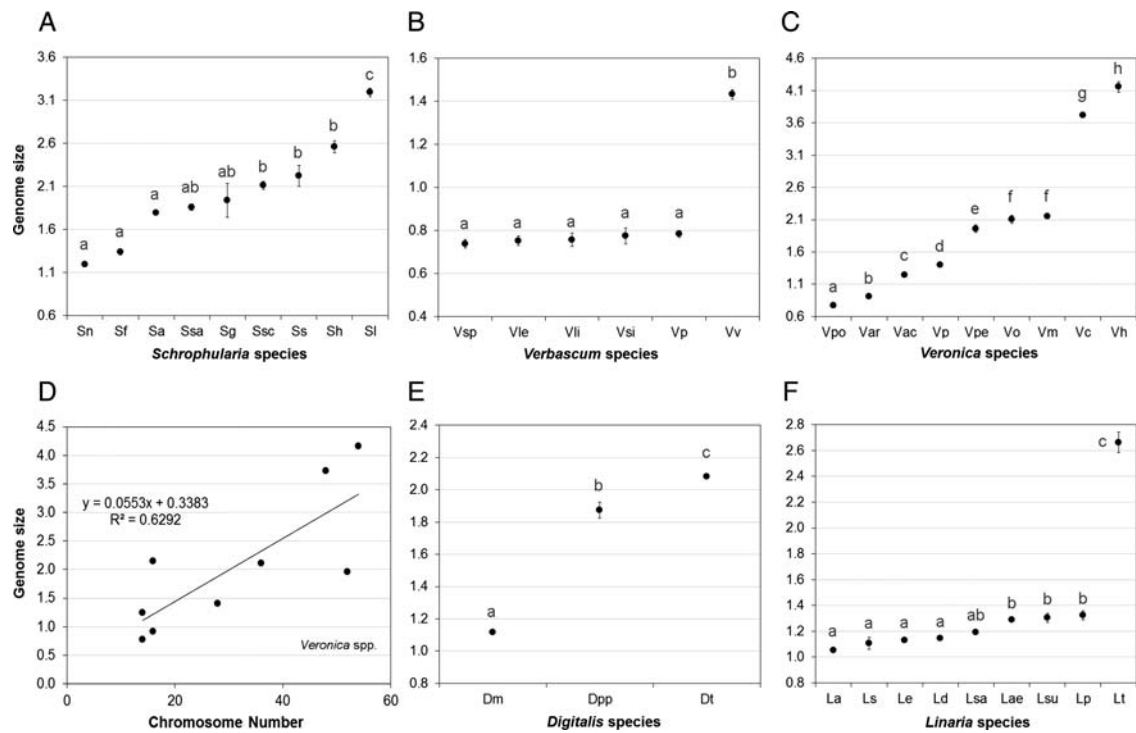 A
3.6
3.1
2.6
2.1
1.6
1.1
0.6
Genome size
a
a
a
ab
ab
b
b
b
c
Sn Sf Sa Ssa Sg Ssc Ss Sh Sl
Schrophularia species
B
1.6
1.4
1.2
1.0
0.8
0.6
0.4
a
a
a
a
a
b
Vsp Vle Vli Vsi Vp Vv
Verbascum species
C
4.6
4.1
3.6
3.1
2.6
2.1
1.6
1.1
0.6
a
b
c
d
e
f
f
g
h
Vpo Var Vac Vp Vpe Vo Vm Vc Vh
Veronica species
D
4.5
4.0
3.5
3.0
2.5
2.0
1.5
1.0
0.5
0.0
Genome size
y = 0.0553x + 0.3383
R² = 0.6292
Veronica spp.
0 20 40 60
Chromosome Number
E
2.4
2.2
2.0
1.8
1.6
1.4
1.2
1.0
0.8
a
b
c
Dm Dpp Dt
Digitalis species
F
2.8
2.6
2.4
2.2
2.0
1.8
1.6
1.4
1.2
1.0
0.8
a
a
a
a
ab
b
b
b
c
La Ls Le Ld Lsa Lae Lsu Lp Lt
Linaria species